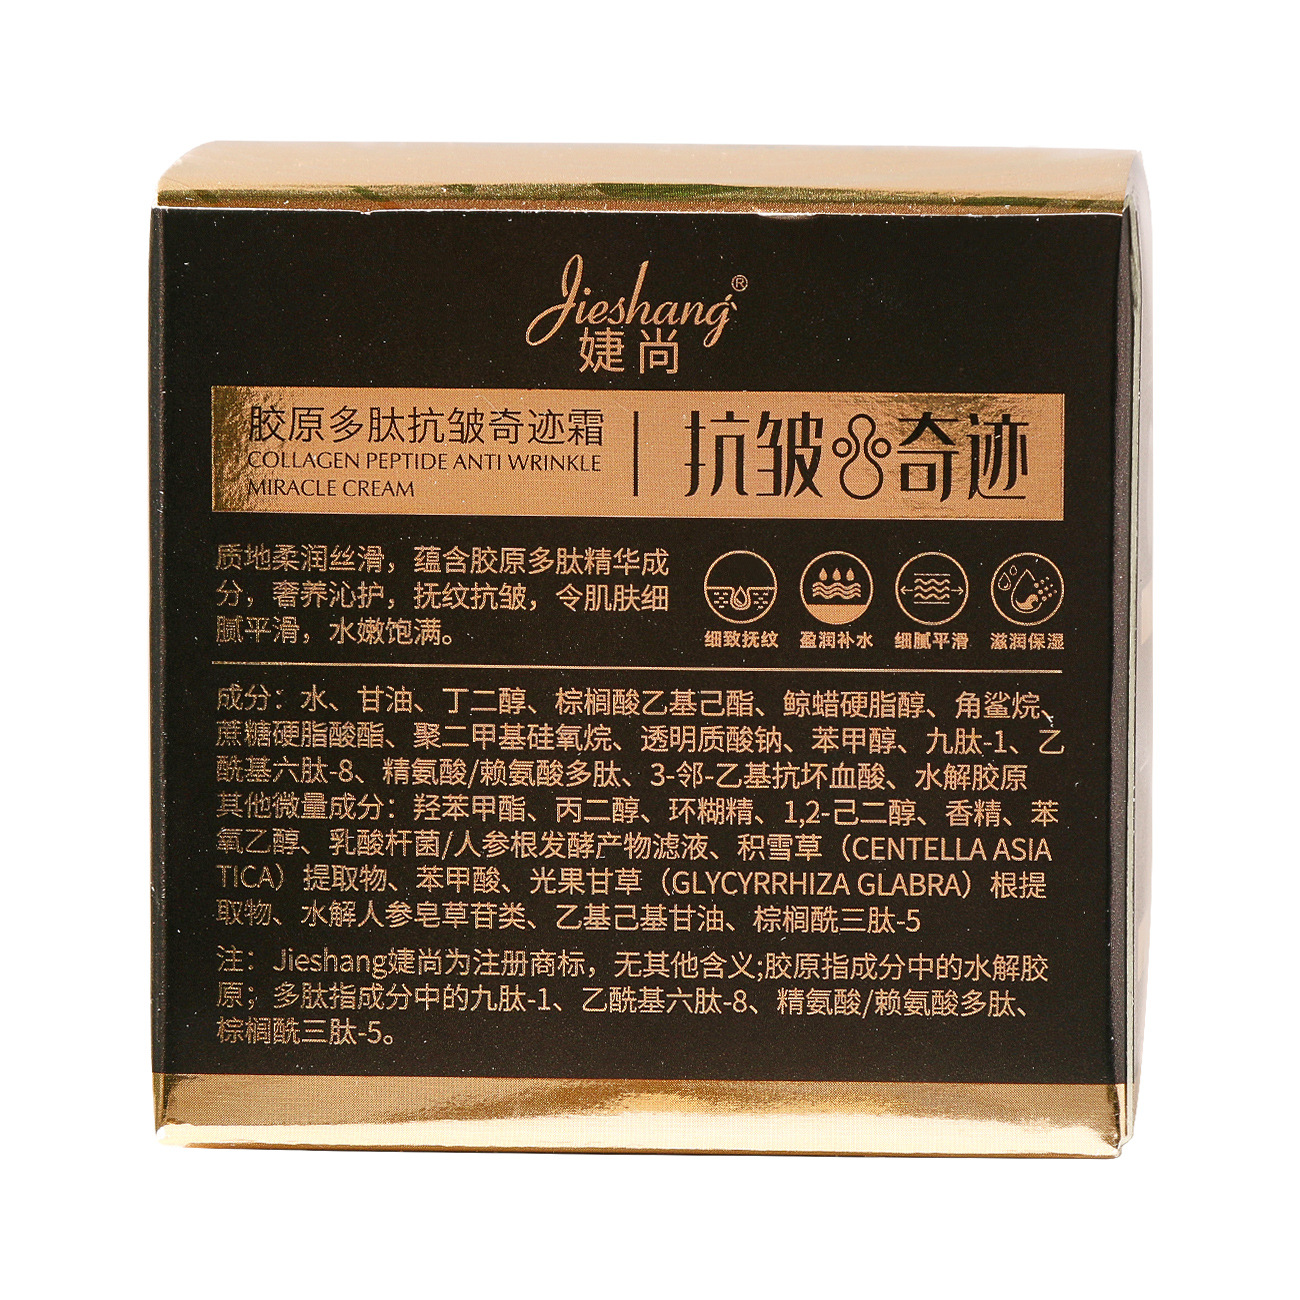 Jieshang®
婕尚
胶原多肽抗皱奇迹霜
COLLAGEN PEPTIDE ANTI WRINKLE
MIRACLE CREAM
抗皱奇迹
质地柔润丝滑，蕴含胶原多肽精华成
分，奢养沁护，抚纹抗皱，令肌肤细
腻平滑，水嫩饱满。
细致抚纹 盈润补水 细腻平滑 滋润保湿
成分：水、甘油、丁二醇、棕榈酸乙基己酯、鲸蜡硬脂醇、角鲨烷、
蔗糖硬脂酸酯、聚二甲基硅氧烷、透明质酸钠、苯甲醇、九肽-1、乙
酰基六肽-8、精氨酸/赖氨酸多肽、3-邻-乙基抗坏血酸、水解胶原
其他微量成分：羟苯甲酯、丙二醇、环糊精、1,2-己二醇、香精、苯
氧乙醇、乳酸杆菌/人参根发酵产物滤液、积雪草（CENTELLA ASIA
TICA）提取物、苯甲酸、光果甘草（GLYCYRRHIZA GLABRA）根提
取物、水解人参皂草苷类、乙基己基甘油、棕榈酰三肽-5
注：Jieshang婕尚为注册商标，无其他含义;胶原指成分中的水解胶
原；多肽指成分中的九肽-1、乙酰基六肽-8、精氨酸/赖氨酸多肽、
棕榈酰三肽-5。